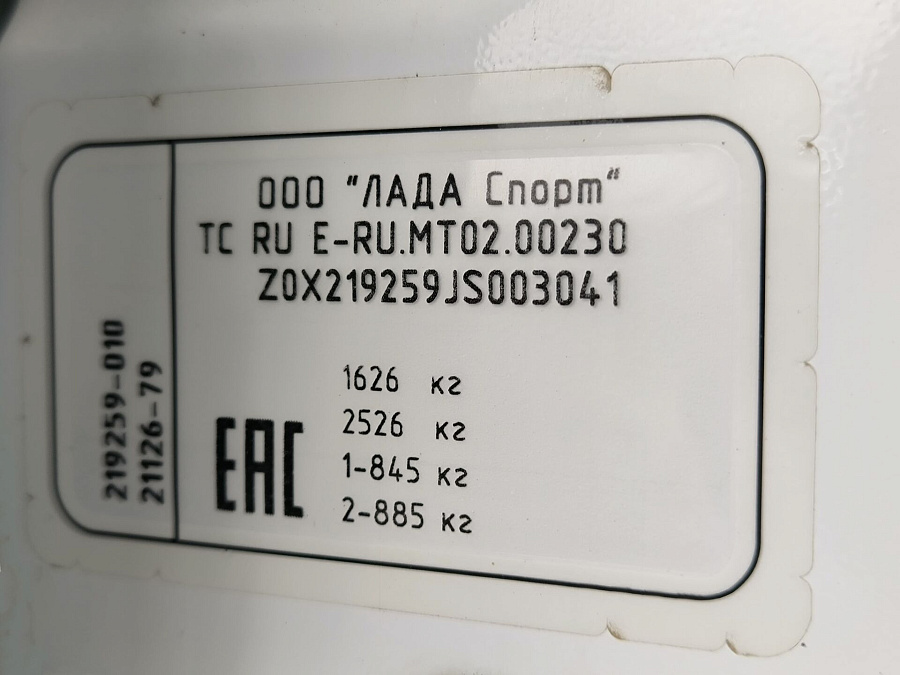 ООО "ЛАДА Спорт"
ТС RU E-RU.MT02.00230
Z0X219259JS003041
1626 кг
2526 кг
1-845 кг
2-885 кг
EAC
219259-010
21126-79